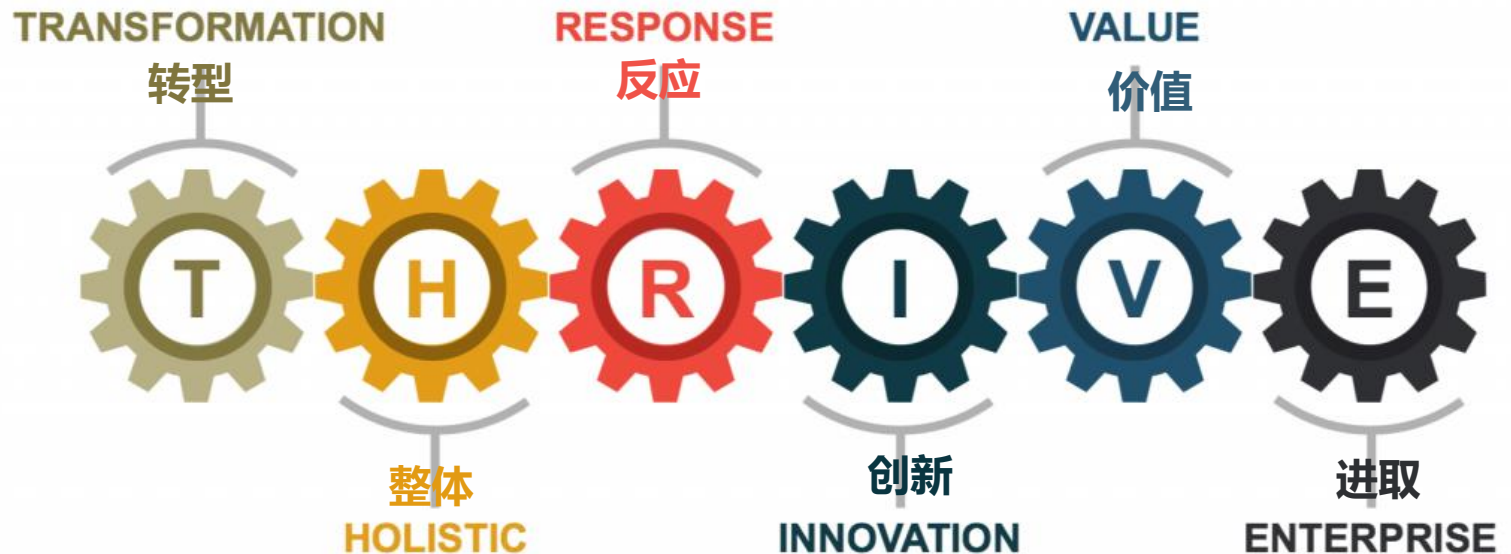 TRANSFORMATION
转型
RESPONSE
反应
VALUE
价值
T
H
R
I
V
E
整体
HOLISTIC
创新
INNOVATION
进取
ENTERPRISE